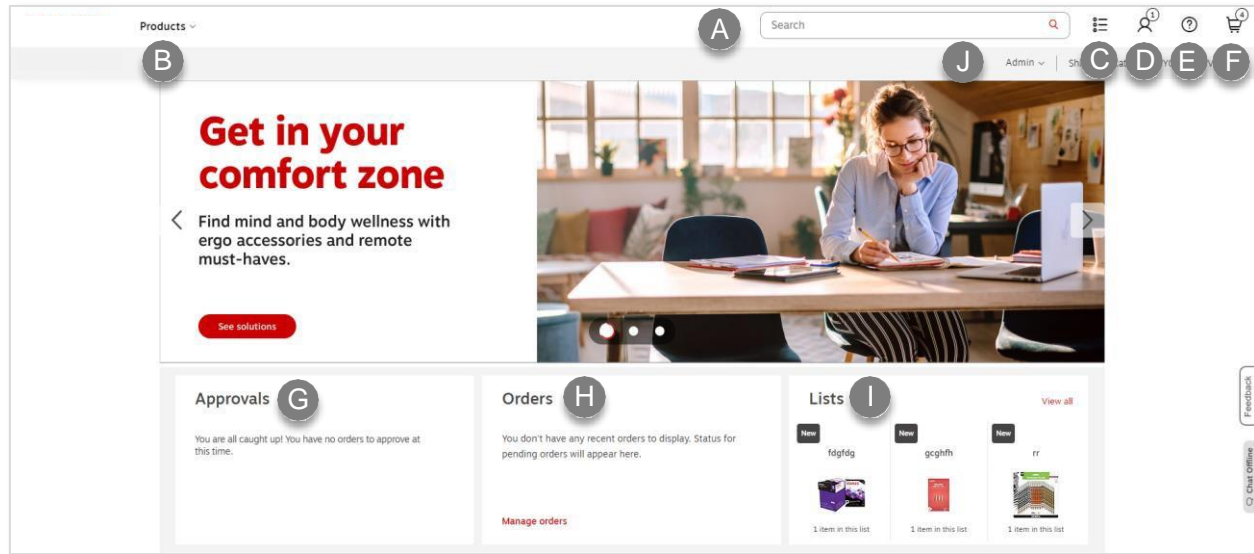 Products
A
Search
1
4
B
J
Admin
C
D
E
F
Get in your
comfort zone
Find mind and body wellness with
ergo accessories and remote
must-haves.
See solutions
Approvals G
You are all caught up! You have no orders to approve at
this time.
Orders H
You don't have any recent orders to display. Status for
pending orders will appear here.
Manage orders
Lists I
View all
New
New
New
fdgfdg
gcghfh
rr
1 item in this list
1 item in this list
1 item in this list
Feedback
Chat Offline